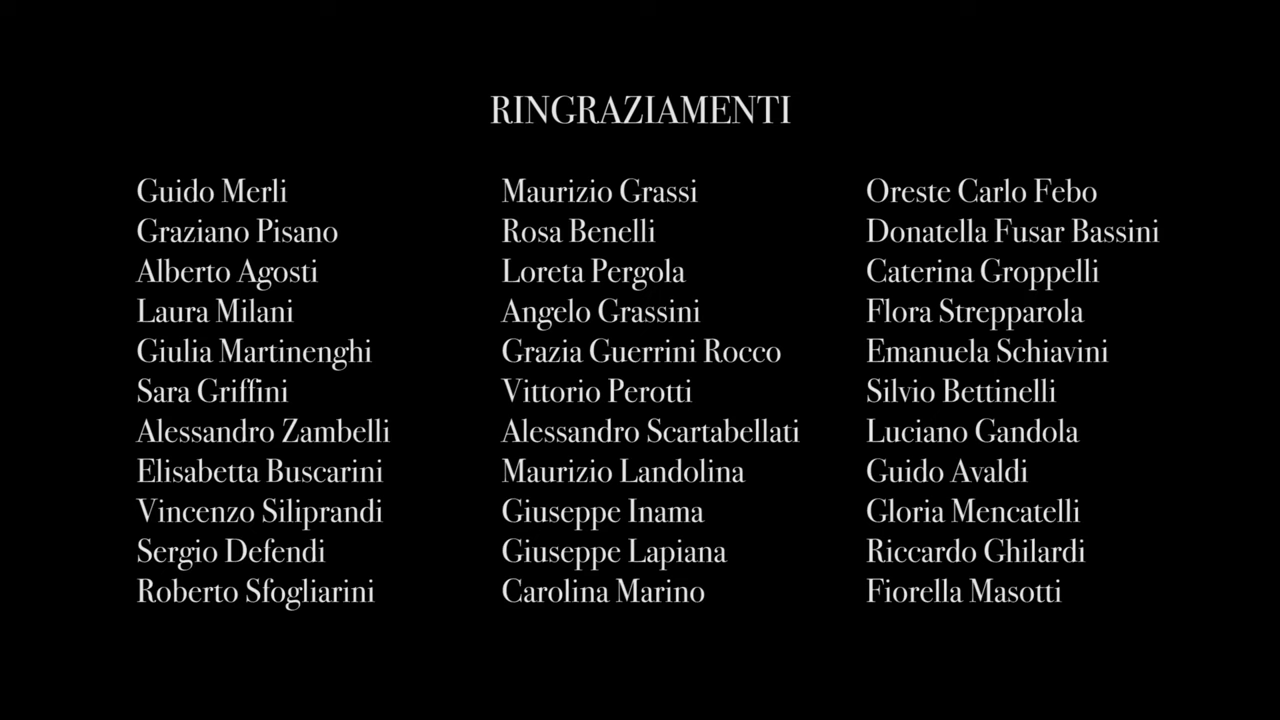 RINGRAZIAMENTI
Guido Merli
Graziano Pisano
Alberto Agosti
Laura Milani
Giulia Martinenghi
Sara Griffini
Alessandro Zambelli
Elisabetta Buscarini
Vincenzo Siliprandi
Sergio Defendi
Roberto Sfogliarini
Maurizio Grassi
Rosa Benelli
Loreta Pergola
Angelo Grassini
Grazia Guerrini Rocco
Vittorio Perotti
Alessandro Scartabellati
Maurizio Landolina
Giuseppe Inama
Giuseppe Lapiana
Carolina Marino
Oreste Carlo Febo
Donatella Fusar Bassini
Caterina Groppelli
Flora Strepparola
Emanuela Schiavini
Silvio Bettinelli
Luciano Gandola
Guido Avaldi
Gloria Mencatelli
Riccardo Ghilardi
Fiorella Masotti